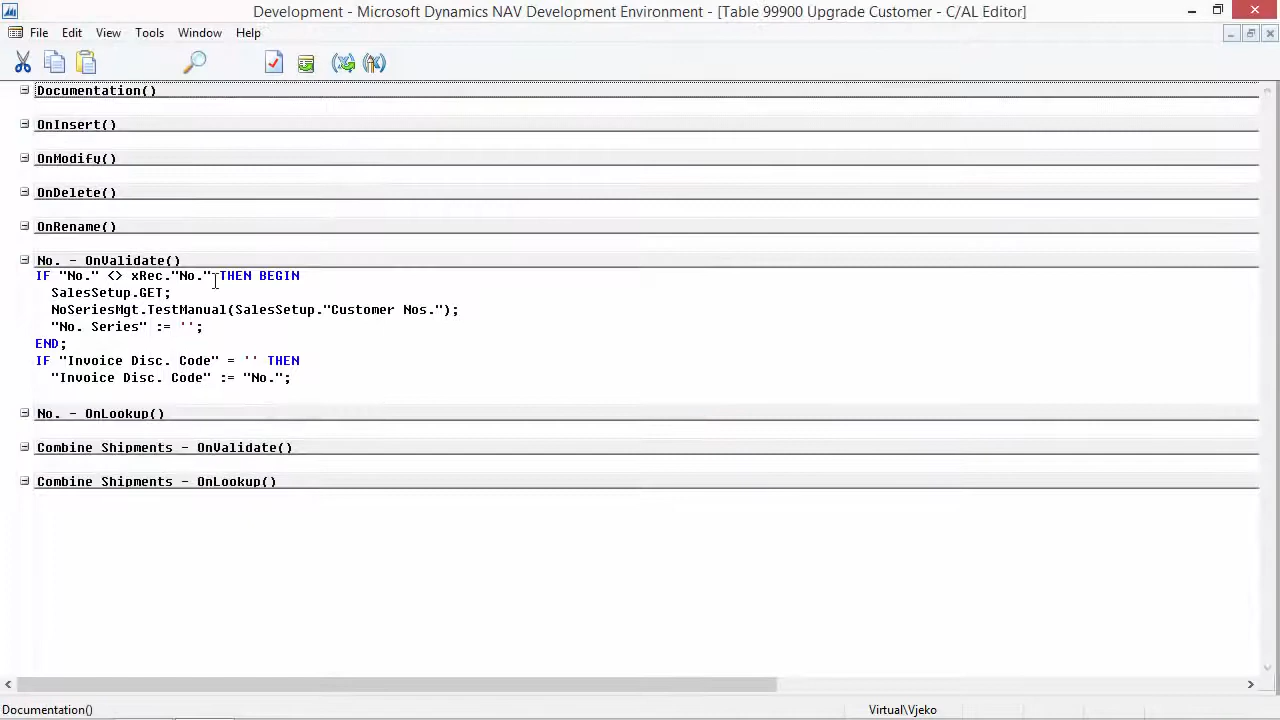 Development - Microsoft Dynamics NAV Development Environment - [Table 99900 Upgrade Customer - C/AL Editor]
File Edit View Tools Window Help
Documentation()
OnInsert()
OnModify()
OnDelete()
OnRename()
No. - OnValidate()
IF "No." <> xRec."No." THEN BEGIN
SalesSetup.GET;
NoSeriesMgt.TestManual(SalesSetup."Customer Nos.");
"No. Series" := '';
END;
IF "Invoice Disc. Code" = '' THEN
"Invoice Disc. Code" := "No.";
No. - OnLookup()
Combine Shipments - OnValidate()
Combine Shipments - OnLookup()
Documentation() Virtual\Vjeko